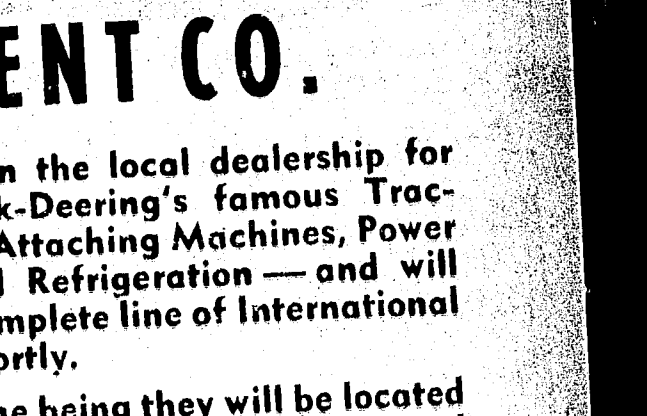 ENT CO.
n the local dealership for
k-Deering's famous Trac-
Attaching Machines, Power
Refrigeration — and will
mplete line of International
ortly.
me being they will be located